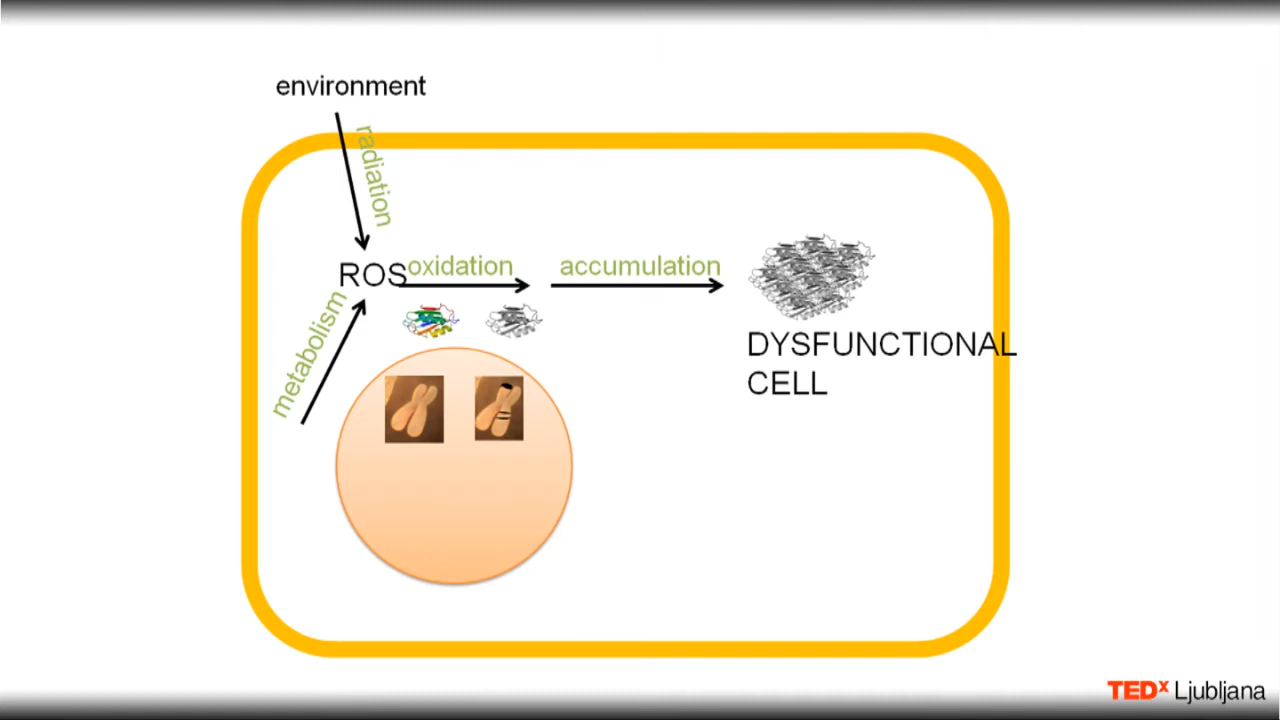 environment
radiation
ROS
oxidation
accumulation
metabolism
DYSFUNCTIONAL
CELL
TEDx Ljubljana